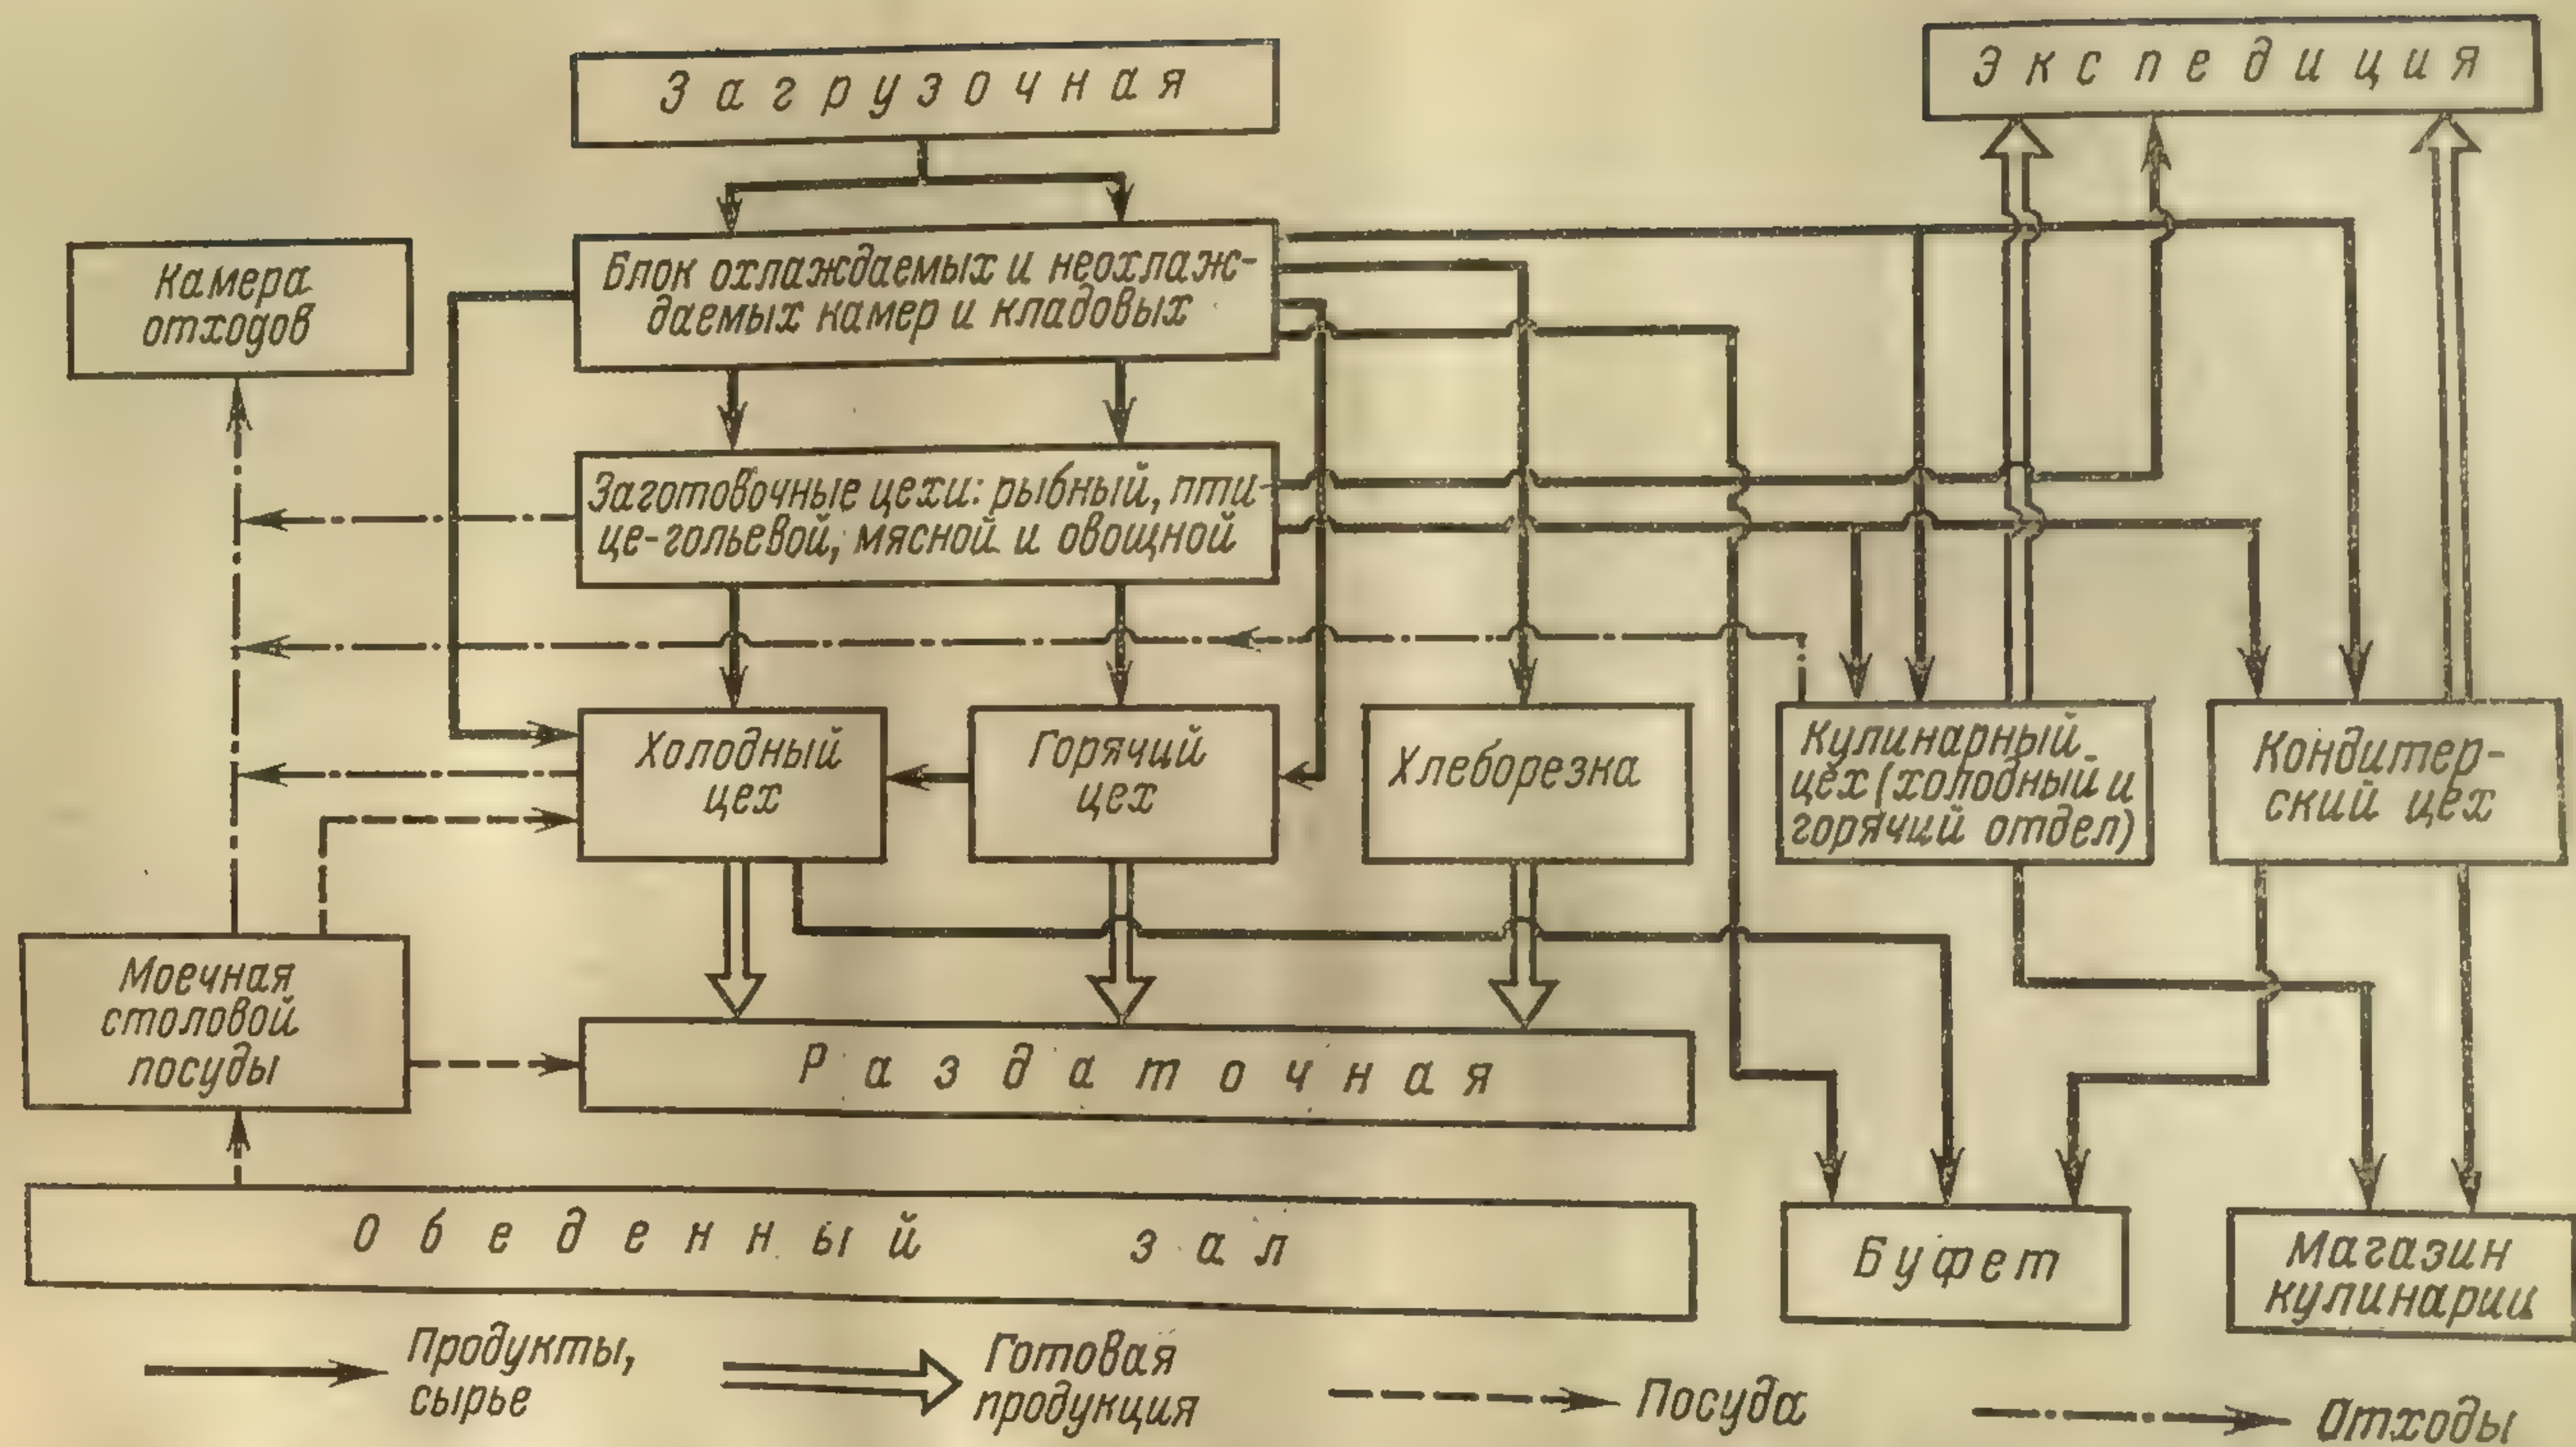 Загрузочная
Экспедиция
Камера
отходов
Блок охлаждаемых и неохлаж-
даемых камер и кладовых
Заготовочные цехи: рыбный, пти-
це-гольевой, мясной и овощной
Холодный
цех
Горячий
цех
Хлеборезка
Кулинарный
цех (холодный и
горячий отдел)
Кондитер-
ский цех
Моечная
столовой
посуды
Раздаточная
Обеденный зал
Буфет
Магазин
кулинарии
Продукты,
сырье
Готовая
продукция
Посуда
Отходы